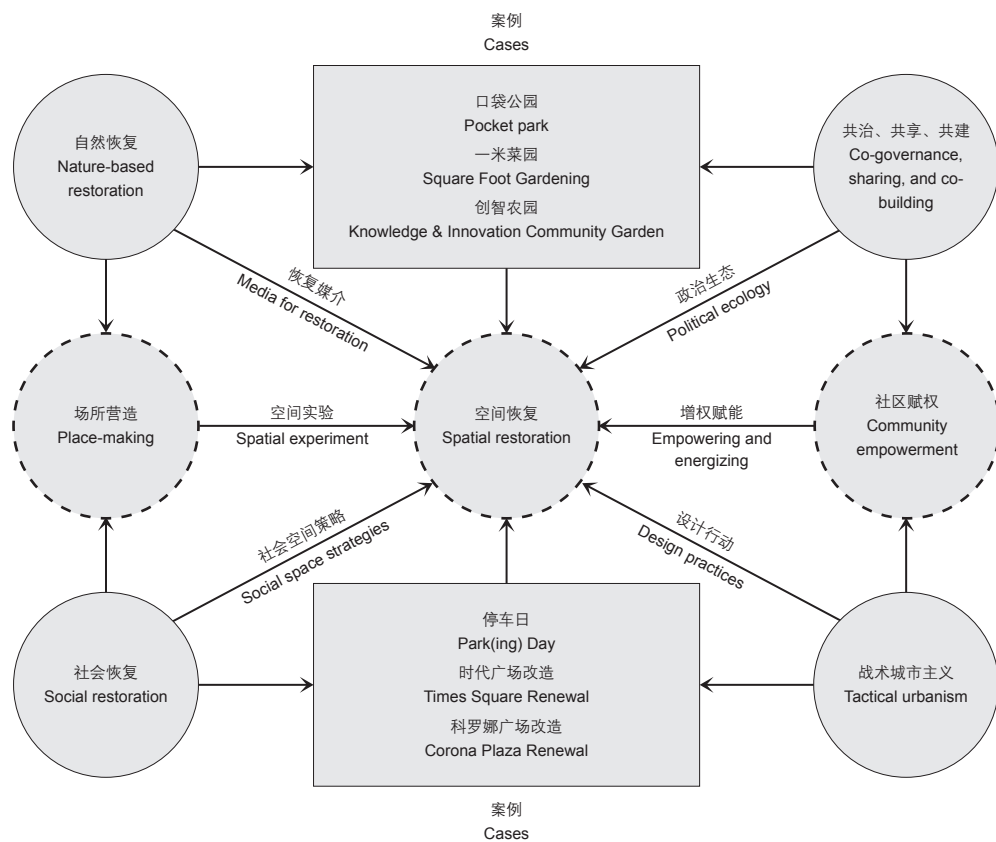 案例
Cases
自然恢复
Nature-based
restoration
口袋公园
Pocket park
一米菜园
Square Foot Gardening
创智农园
Knowledge & Innovation Community Garden
共治、共享、共建
Co-governance,
sharing, and co-
building
恢复媒介
Media for restoration
政治生态
Political ecology
场所营造
Place-making
空间实验
Spatial experiment
空间恢复
Spatial restoration
增权赋能
Empowering and
energizing
社区赋权
Community
empowerment
社会空间策略
Social space strategies
设计行动
Design practices
社会恢复
Social restoration
停车日
Park(ing) Day
时代广场改造
Times Square Renewal
科罗娜广场改造
Corona Plaza Renewal
战术城市主义
Tactical urbanism
案例
Cases